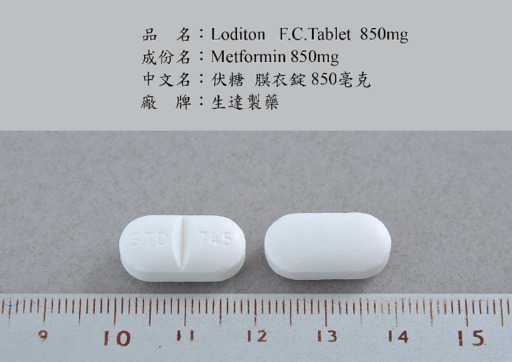 品　名：Loditon F.C.Tablet 850mg
成份名：Metformin 850mg
中文名：伏糖 膜衣錠 850毫克
廠　牌：生達製藥
STD 745
9 10 11 12 13 14 15